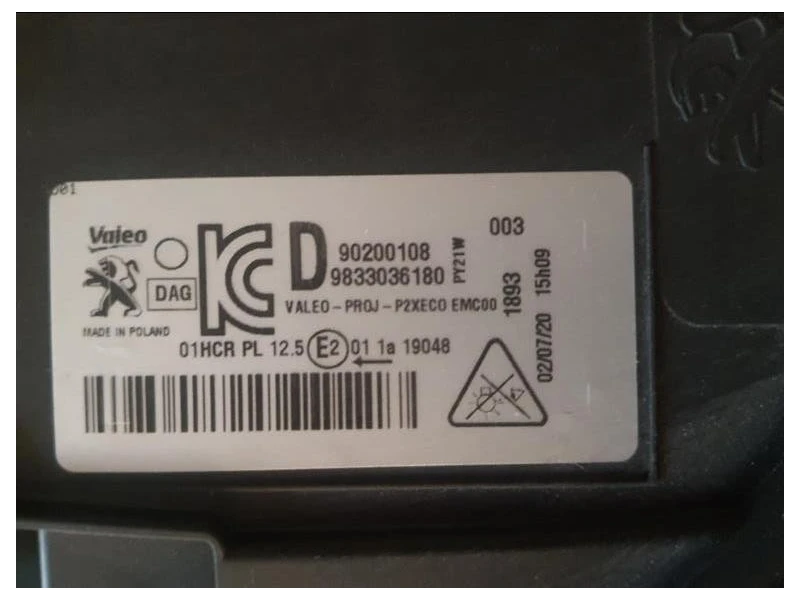 Valeo
DAG
MADE IN POLAND
KC
D
90200108
9833036180
PY21W
VALEO-PROJ-P2XECO EMC00
003
1893
02/07/20 15h09
01HCR PL 12.5 E2 01 1a 19048